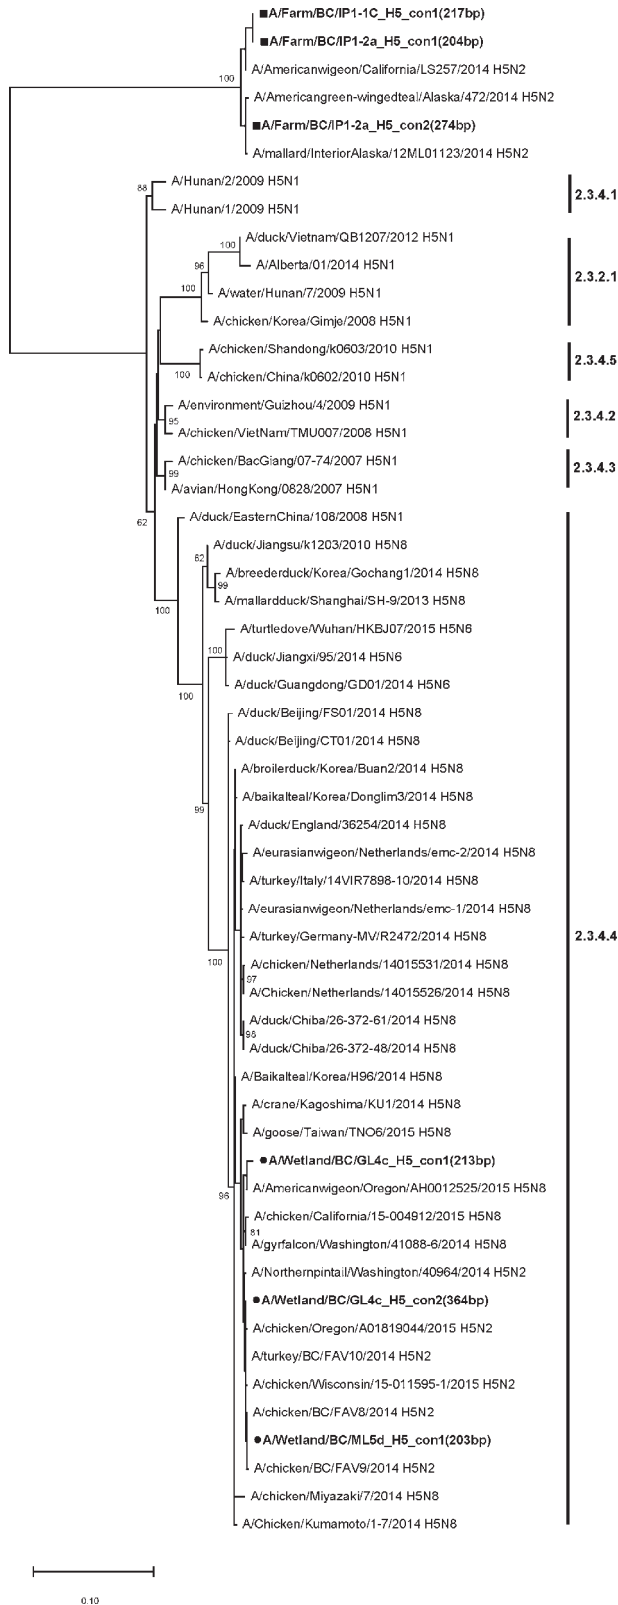 ■A/Farm/BC/IP1-1C_H5_con1(217bp)
■A/Farm/BC/IP1-2a_H5_con1(204bp)
A/Americanwigeon/California/LS257/2014 H5N2
100
A/Americangreen-wingedteal/Alaska/472/2014 H5N2
■A/Farm/BC/IP1-2a_H5_con2(274bp)
A/mallard/InteriorAlaska/12ML01123/2014 H5N2
A/Hunan/2/2009 H5N1
88
2.3.4.1
A/Hunan/1/2009 H5N1
A/duck/Vietnam/QB1207/2012 H5N1
100
A/Alberta/01/2014 H5N1
96
2.3.2.1
A/water/Hunan/7/2009 H5N1
100
A/chicken/Korea/Gimje/2008 H5N1
A/chicken/Shandong/k0603/2010 H5N1
2.3.4.5
100
A/chicken/China/k0602/2010 H5N1
A/environment/Guizhou/4/2009 H5N1
2.3.4.2
95
A/chicken/VietNam/TMU007/2008 H5N1
A/chicken/BacGiang/07-74/2007 H5N1
2.3.4.3
99
A/avian/HongKong/0828/2007 H5N1
A/duck/EasternChina/108/2008 H5N1
62
A/duck/Jiangsu/k1203/2010 H5N8
62
A/breederduck/Korea/Gochang1/2014 H5N8
99
A/mallardduck/Shanghai/SH-9/2013 H5N8
100
A/turtledove/Wuhan/HKBJ07/2015 H5N6
100
A/duck/Jiangxi/95/2014 H5N6
A/duck/Guangdong/GD01/2014 H5N6
100
A/duck/Beijing/FS01/2014 H5N8
A/duck/Beijing/CT01/2014 H5N8
A/broilerduck/Korea/Buan2/2014 H5N8
A/baikalteal/Korea/Donglim3/2014 H5N8
99
A/duck/England/36254/2014 H5N8
A/eurasianwigeon/Netherlands/emc-2/2014 H5N8
A/turkey/Italy/14VIR7898-10/2014 H5N8
A/eurasianwigeon/Netherlands/emc-1/2014 H5N8
A/turkey/Germany-MV/R2472/2014 H5N8
2.3.4.4
100
A/chicken/Netherlands/14015531/2014 H5N8
97
A/Chicken/Netherlands/14015526/2014 H5N8
A/duck/Chiba/26-372-61/2014 H5N8
98
A/duck/Chiba/26-372-48/2014 H5N8
A/Baikalteal/Korea/H96/2014 H5N8
A/crane/Kagoshima/KU1/2014 H5N8
A/goose/Taiwan/TNO6/2015 H5N8
●A/Wetland/BC/GL4c_H5_con1(213bp)
A/Americanwigeon/Oregon/AH0012525/2015 H5N8
96
A/chicken/California/15-004912/2015 H5N8
81
A/gyrfalcon/Washington/41088-6/2014 H5N8
A/Northernpintail/Washington/40964/2014 H5N2
●A/Wetland/BC/GL4c_H5_con2(364bp)
A/chicken/Oregon/A01819044/2015 H5N2
A/turkey/BC/FAV10/2014 H5N2
A/chicken/Wisconsin/15-011595-1/2015 H5N2
A/chicken/BC/FAV8/2014 H5N2
●A/Wetland/BC/ML5d_H5_con1(203bp)
A/chicken/BC/FAV9/2014 H5N2
A/chicken/Miyazaki/7/2014 H5N8
A/Chicken/Kumamoto/1-7/2014 H5N8
0.10